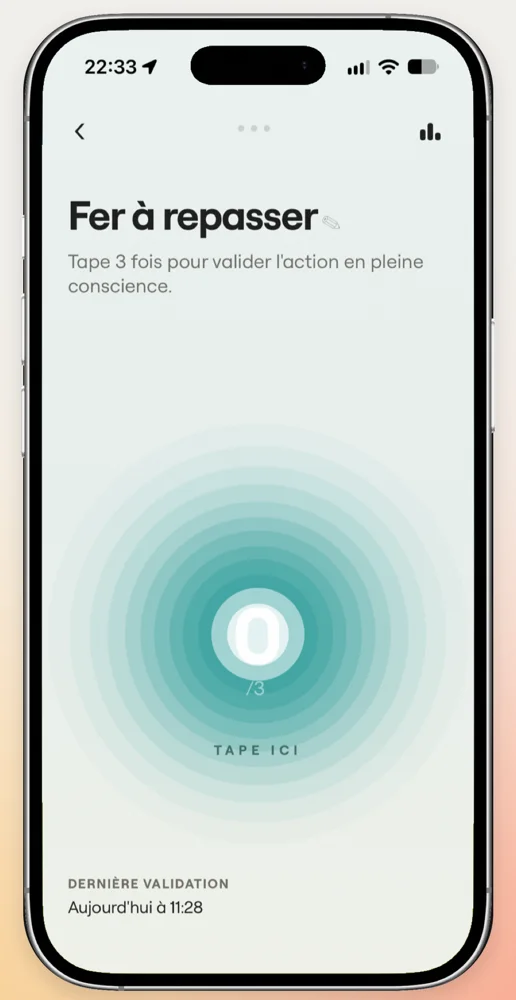 22:33
Fer à repasser
Tape 3 fois pour valider l'action en pleine
conscience.
0
/3
TAPE ICI
DERNIÈRE VALIDATION
Aujourd'hui à 11:28